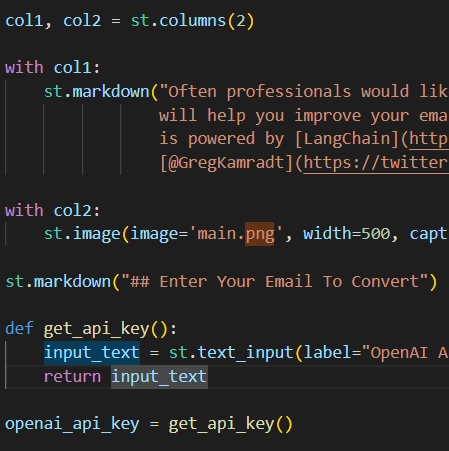 col1, col2 = st.columns(2)
with col1:
st.markdown("Often professionals would lik
will help you improve your ema
is powered by [LangChain](http
[@GregKamradt](https://twitter
with col2:
st.image(image='main.png', width=500, capt
st.markdown("## Enter Your Email To Convert")
def get_api_key():
input_text = st.text_input(label="OpenAI A
return input_text
openai_api_key = get_api_key()